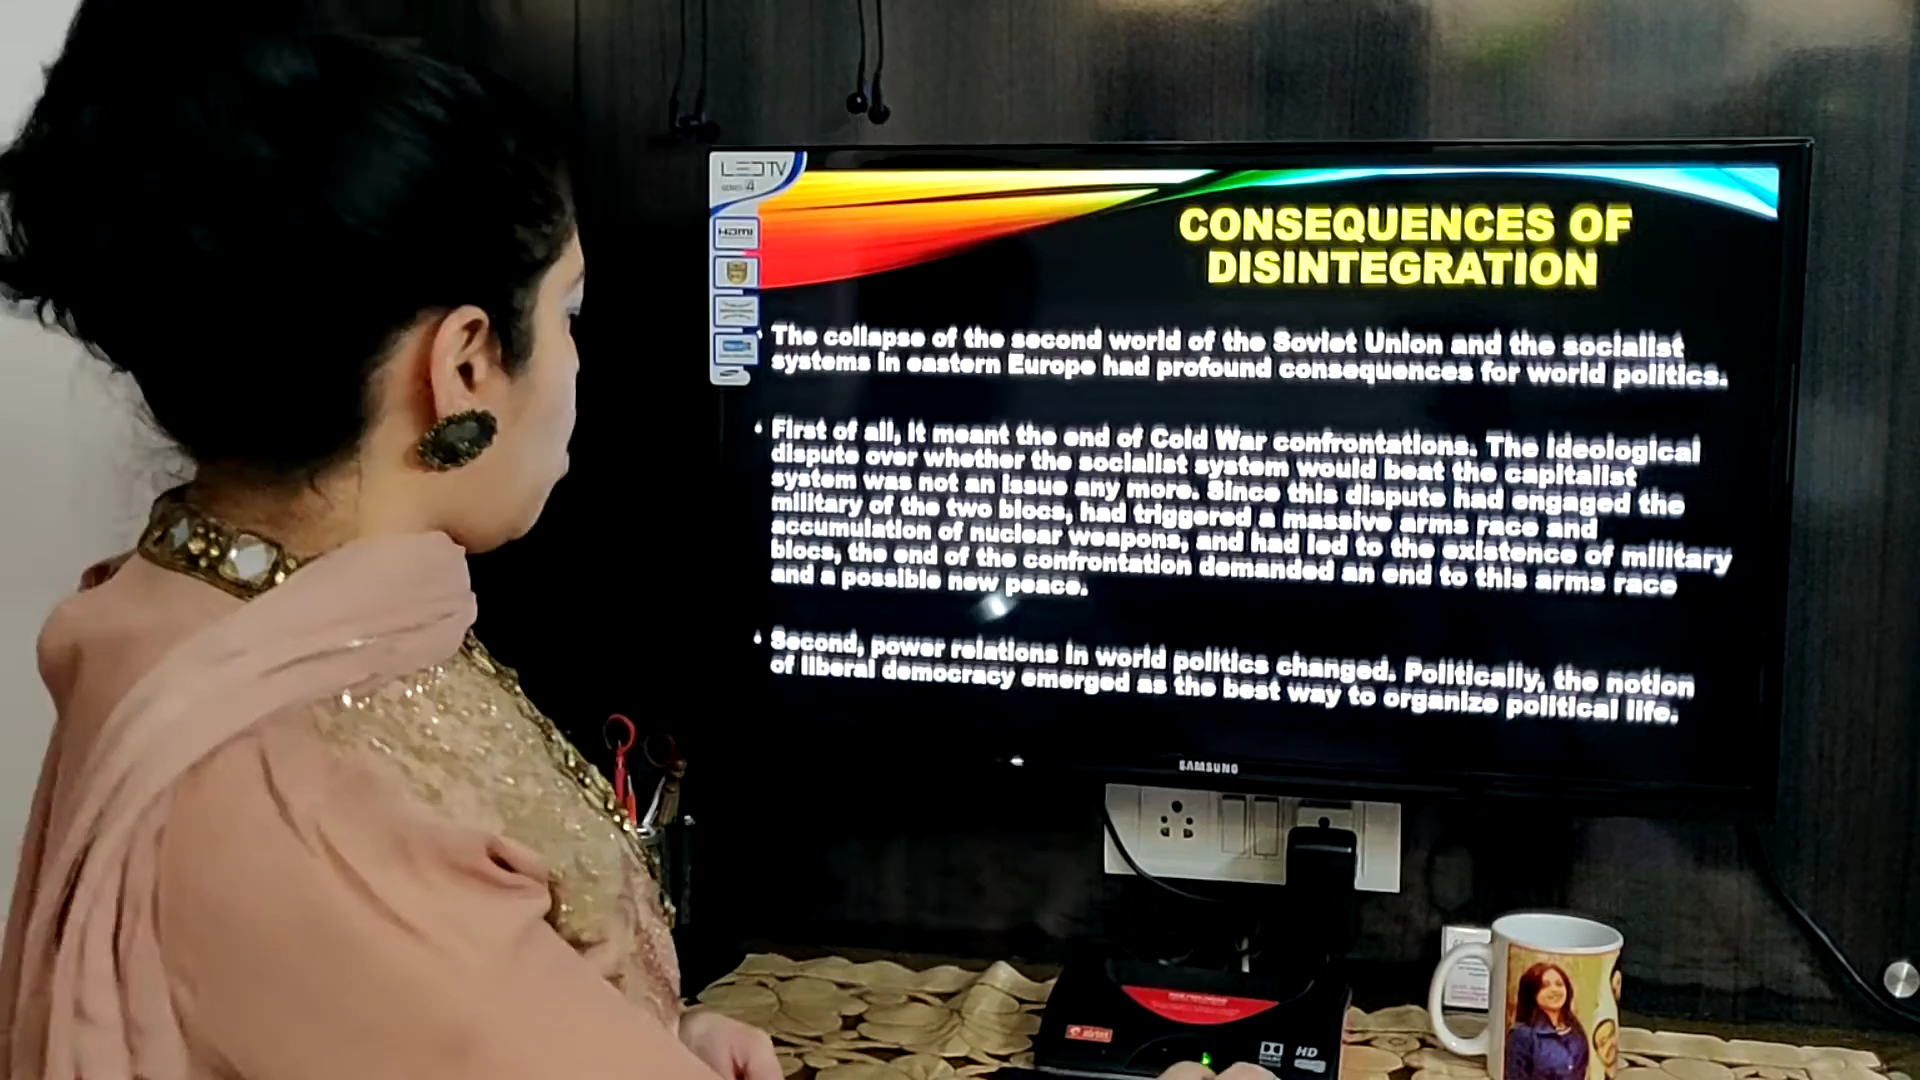 LED TV
SERIES 4
HDMI
CONSEQUENCES OF
DISINTEGRATION
The collapse of the second world of the Soviet Union and the socialist
systems in eastern Europe had profound consequences for world politics.
• First of all, it meant the end of Cold War confrontations. The ideological
dispute over whether the socialist system would beat the capitalist
system was not an issue any more. Since this dispute had engaged the
military of the two blocs, had triggered a massive arms race and
accumulation of nuclear weapons, and had led to the existence of military
blocs, the end of the confrontation demanded an end to this arms race
and a possible new peace.
• Second, power relations in world politics changed. Politically, the notion
of liberal democracy emerged as the best way to organize political life.
SAMSUNG
airtel
HD